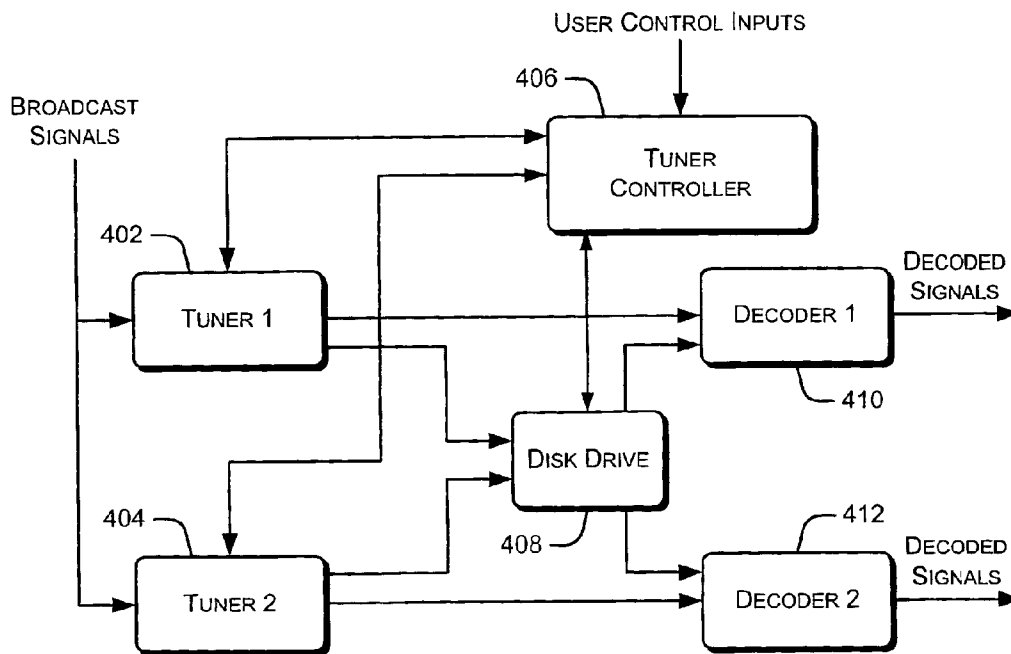 USER CONTROL INPUTS
406
BROADCAST
SIGNALS
TUNER
CONTROLLER
402
DECODED
SIGNALS
TUNER 1
DECODER 1
410
DISK DRIVE
404
408
412
DECODED
SIGNALS
TUNER 2
DECODER 2